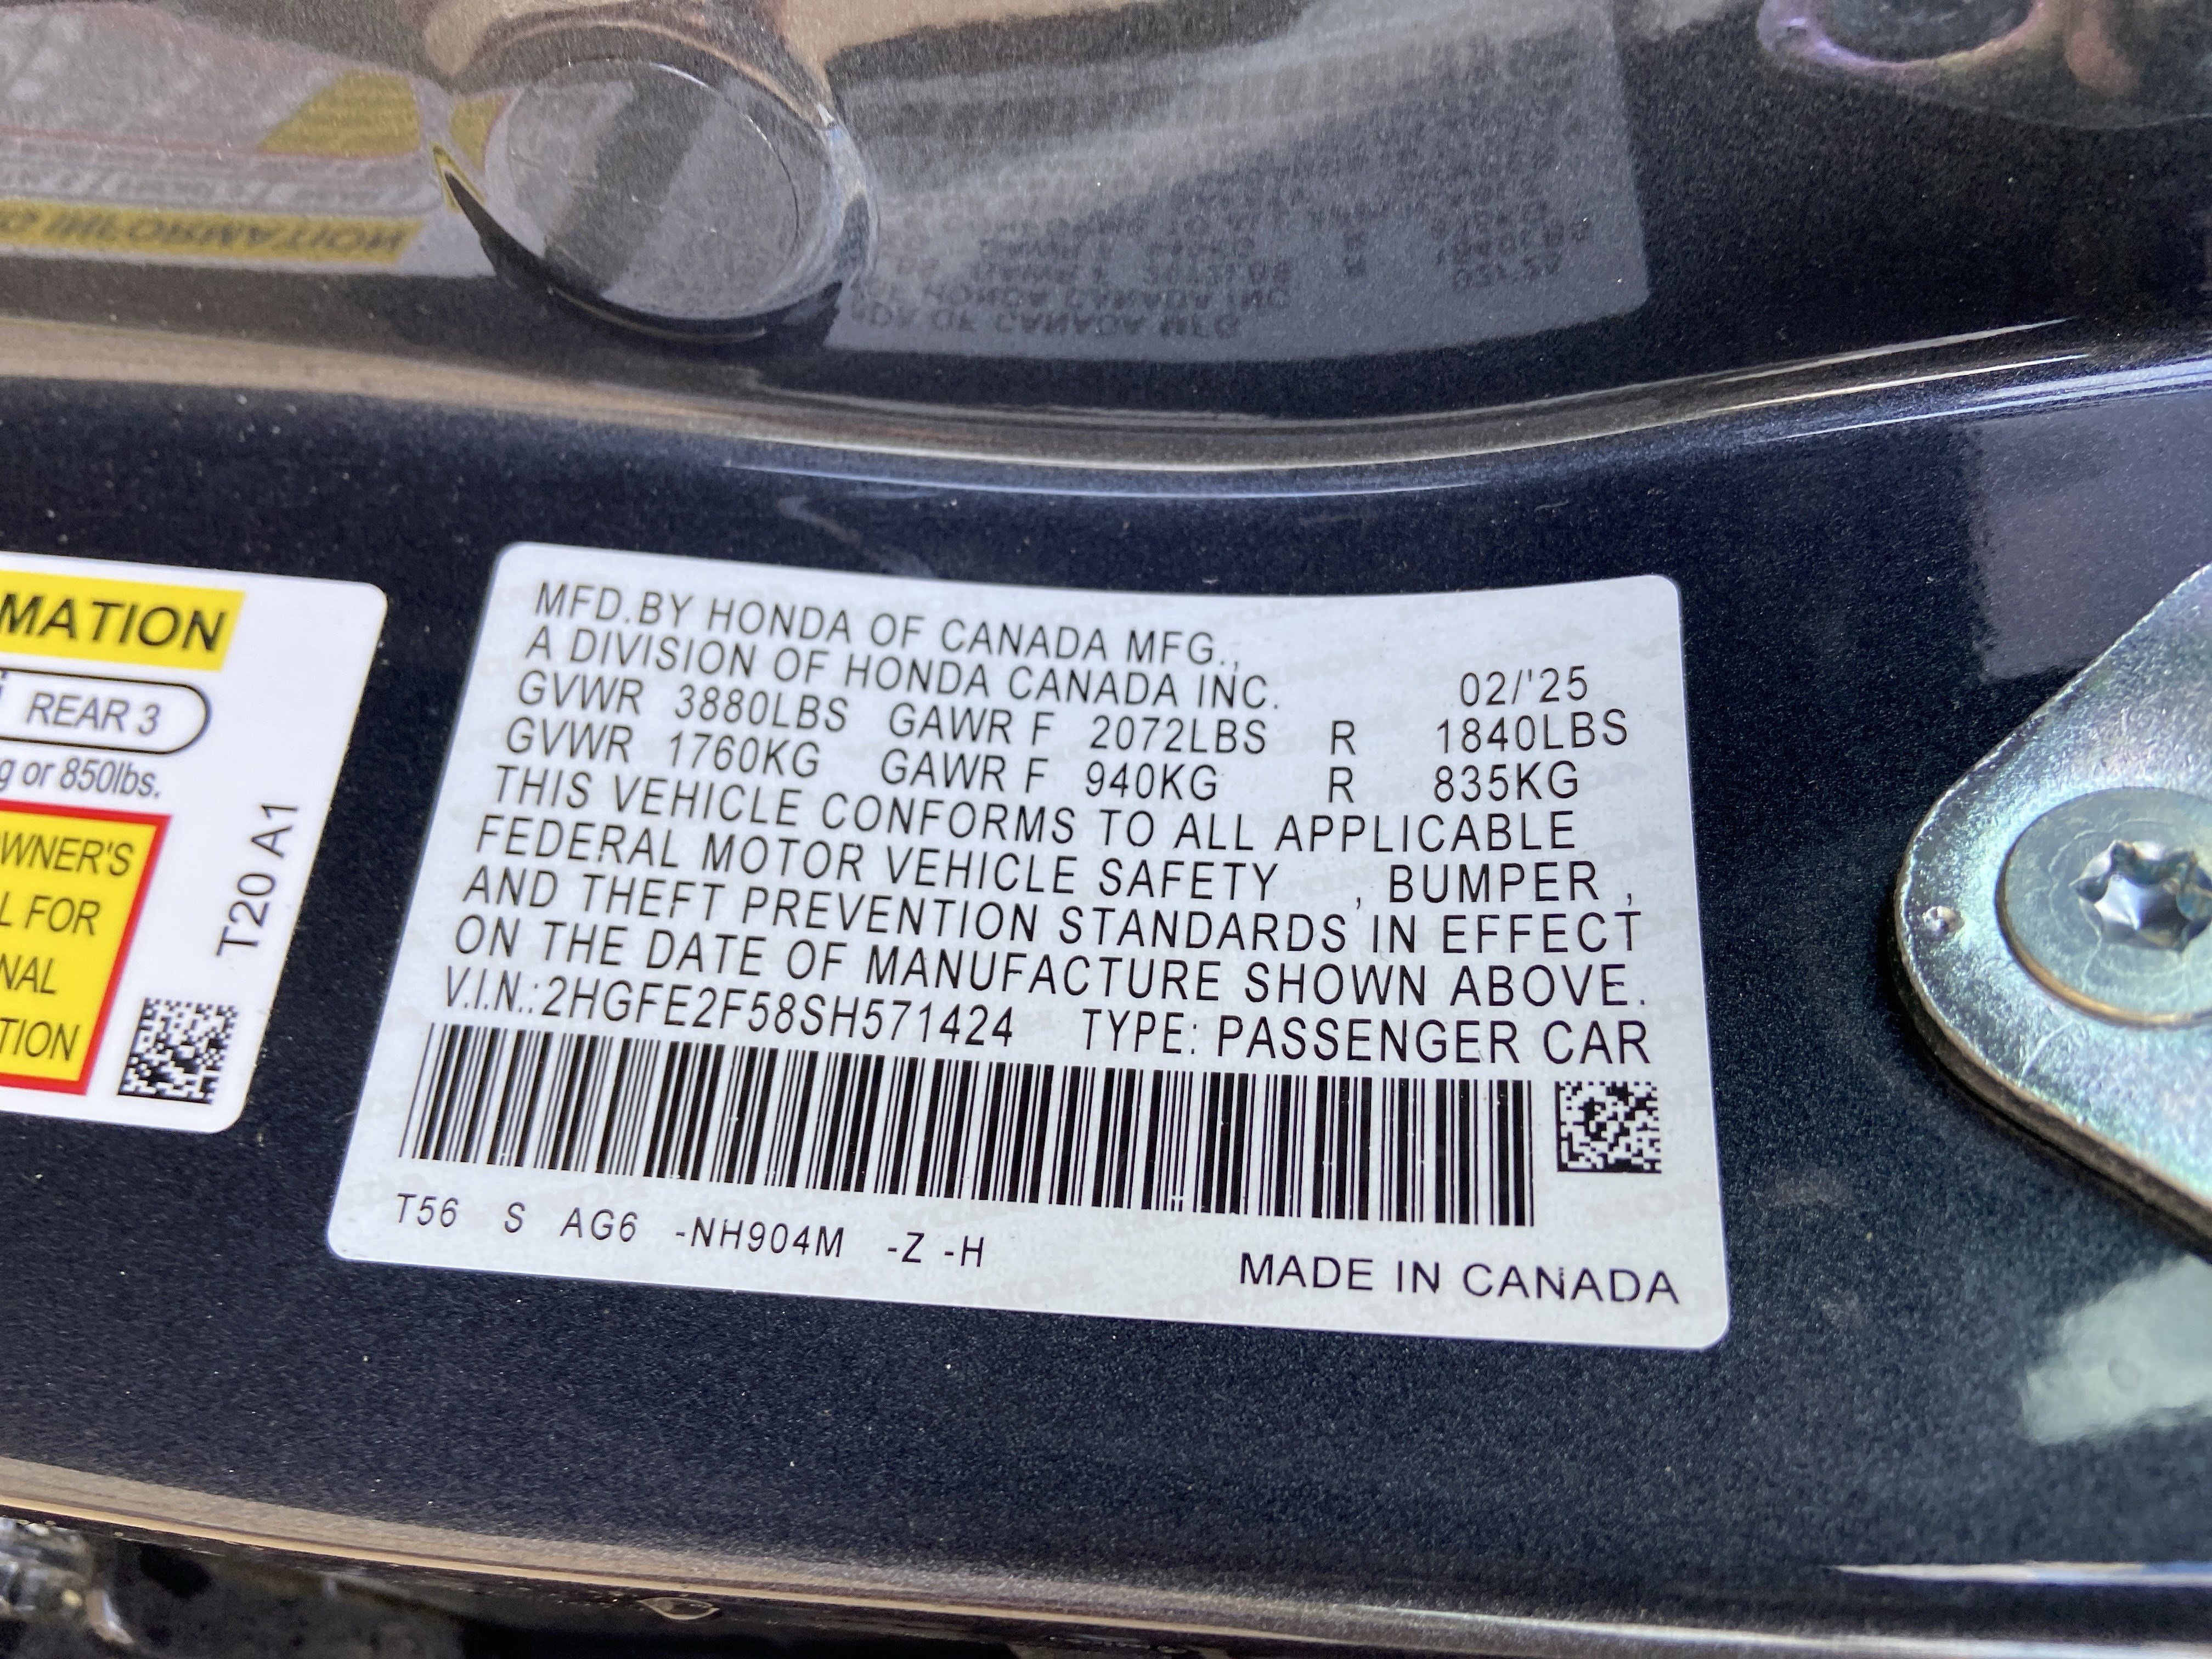 MATION
REAR 3
g or 850lbs.
WNER'S
L FOR
NAL
TION
T20 A1
MFD.BY HONDA OF CANADA MFG.,
A DIVISION OF HONDA CANADA INC. 02/'25
GVWR 3880LBS GAWR F 2072LBS R 1840LBS
GVWR 1760KG GAWR F 940KG R 835KG
THIS VEHICLE CONFORMS TO ALL APPLICABLE
FEDERAL MOTOR VEHICLE SAFETY , BUMPER ,
AND THEFT PREVENTION STANDARDS IN EFFECT
ON THE DATE OF MANUFACTURE SHOWN ABOVE.
V.I.N.:2HGFE2F58SH571424 TYPE: PASSENGER CAR
T56 S AG6 -NH904M -Z -H
MADE IN CANADA